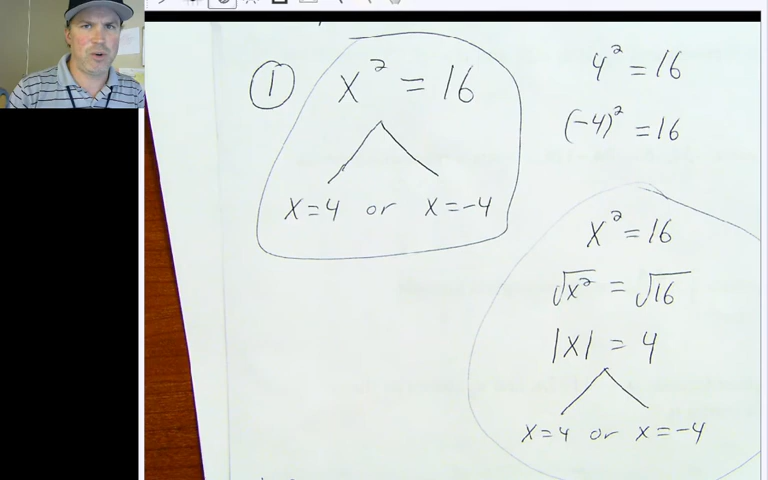 ① x² = 16
x=4 or x=-4
4² = 16
(-4)² = 16
x² = 16
√x² = √16
|x| = 4
x=4 or x=-4